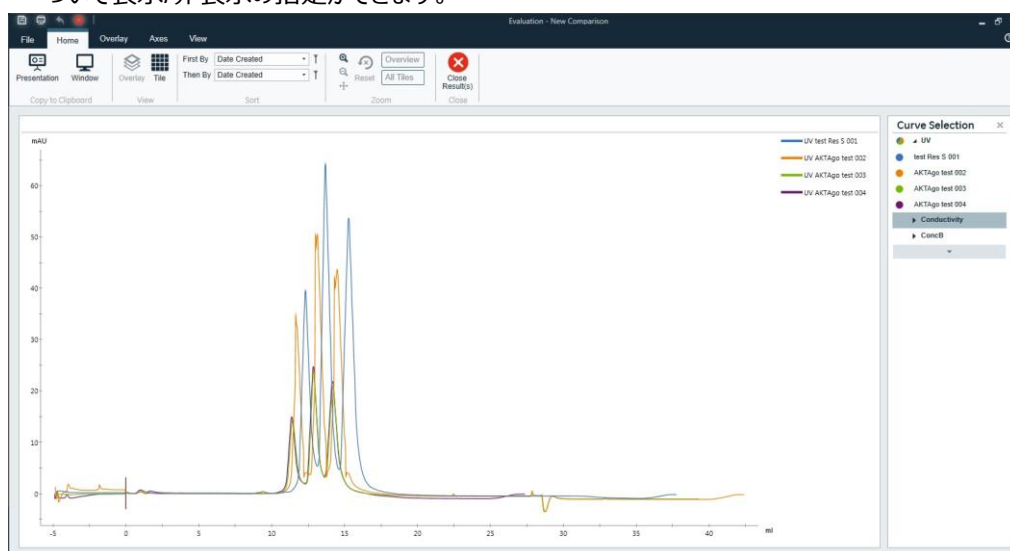 ついて表示/非表示の指定ができます。
Evaluation - New Comparison
File Home Overlay Axes View
First By Date Created
Then By Date Created
Overview
All Tiles
Presentation Window
Overlay Tile
Reset
Close
Result(s)
Copy to Clipboard View Sort Zoom Close
mAU
60
50
40
30
20
10
0
-5 0 5 10 15 20 25 30 35 40 ml
UV test Res S 001
UV AKTAgo test 002
UV AKTAgo test 003
UV AKTAgo test 004
Curve Selection
UV
test Res S 001
AKTAgo test 002
AKTAgo test 003
AKTAgo test 004
Conductivity
ConcB